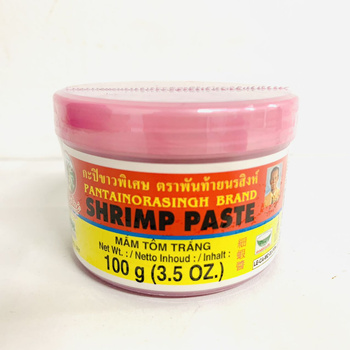 กะปิขาวพิเศษ ตราพันท้ายนรสิงห์
PANTAINORASINGH BRAND
SHRIMP PASTE
MẮM TÔM TRẮNG
Net Wt. : / Netto Inhoud : / Inhalt :
100 g (3.5 OZ.)